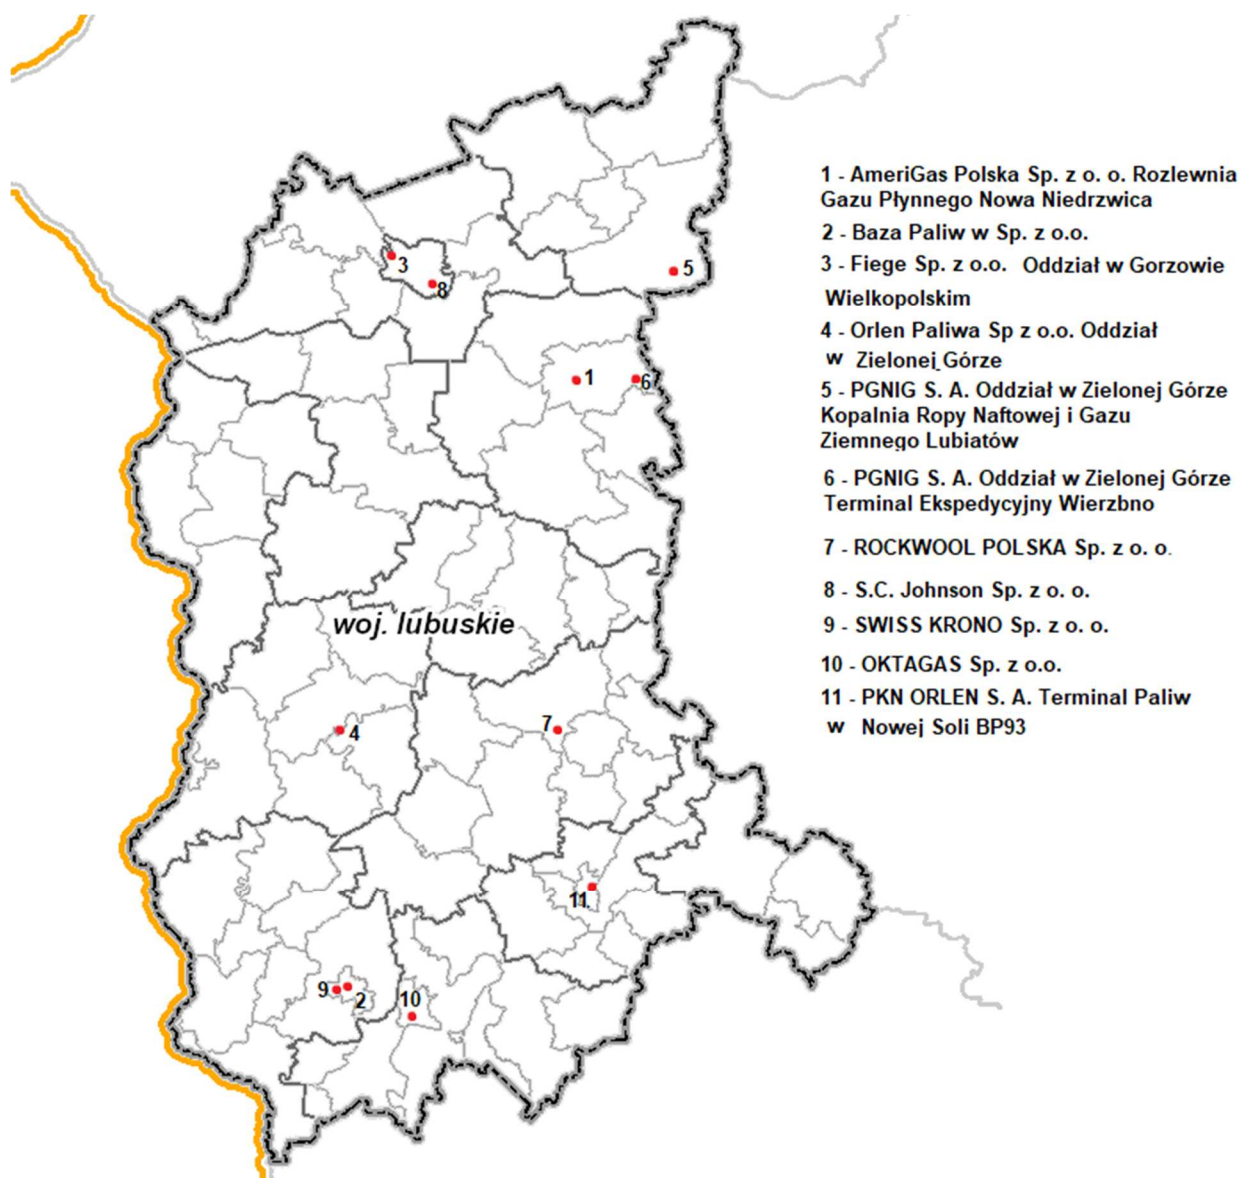 1 - AmeriGas Polska Sp. z o. o. Rozlewnia
Gazu Płynnego Nowa Niedrzwica
2 - Baza Paliw w Sp. z o.o.
3 - Fiege Sp. z o.o. Oddział w Gorzowie
Wielkopolskim
4 - Orlen Paliwa Sp z o.o. Oddział
w Zielonej Górze
5 - PGNIG S. A. Oddział w Zielonej Górze
Kopalnia Ropy Naftowej i Gazu
Ziemnego Lubiatów
6 - PGNIG S. A. Oddział w Zielonej Górze
Terminal Ekspedycyjny Wierzbno
7 - ROCKWOOL POLSKA Sp. z o. o.
8 - S.C. Johnson Sp. z o. o.
9 - SWISS KRONO Sp. z o. o.
10 - OKTAGAS Sp. z o.o.
11 - PKN ORLEN S. A. Terminal Paliw
w Nowej Soli BP93
3
8
5
1
6
woj. lubuskie
4
7
11
9
2
10